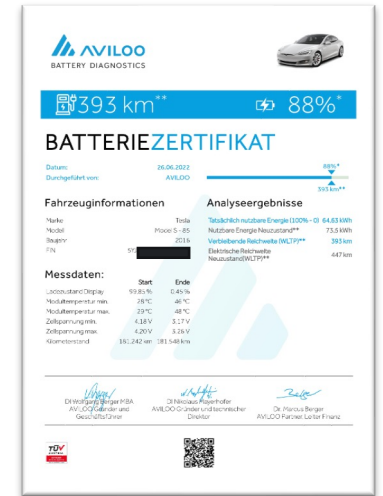 AVILOO
BATTERY DIAGNOSTICS
393 km** 88%*
BATTERIEZERTIFIKAT
Datum: 26.06.2022
Durchgeführt von: AVILOO
88%*
393 km**
Fahrzeuginformationen
Marke Tesla
Modell Model S - 85
Baujahr 2016
FIN 5YJ
Messdaten:
Start Ende
Ladezustand Display 99.85 % 0.45 %
Modultemperatur min. 28 °C 46 °C
Modultemperatur max. 29 °C 48 °C
Zellspannung min. 4.18 V 3.17 V
Zellspannung max. 4.20 V 3.26 V
Kilometerstand 181.242 km 181.548 km
Analyseergebnisse
Tatsächlich nutzbare Energie (100% - 0) 64.63 kWh
Nutzbare Energie Neuzustand** 73.5 kWh
Verbleibende Reichweite (WLTP)** 393 km
Elektrische Reichweite
Neuzustand(WLTP)** 447 km
DI Wolfgang Berger MBA
AVILOO Gründer und
Geschäftsführer
DI Nikolaus Mayerhofer
AVILOO Gründer und technischer
Direktor
Dr. Marcus Berger
AVILOO Partner, Leiter Finanz
TÜV